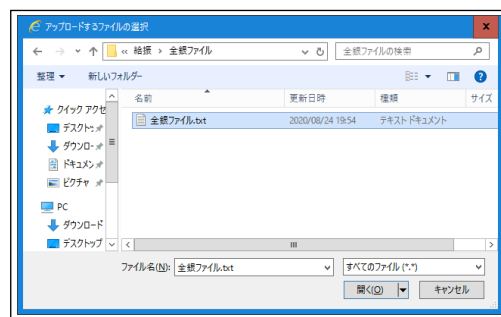 アップロードするファイルの選択
« 給振 › 全銀ファイル
全銀ファイルの検索
整理 ▼ 新しいフォルダー
名前 更新日時 種類 サイズ
全銀ファイル.txt 2020/08/24 19:54 テキスト ドキュメント
クイック アクセ
デスクトッ
ダウンロー
ドキュメン
ピクチャ
PC
ダウンロード
デスクトップ
ファイル名(N): 全銀ファイル.txt すべてのファイル (*.*)
開く(O) キャンセル